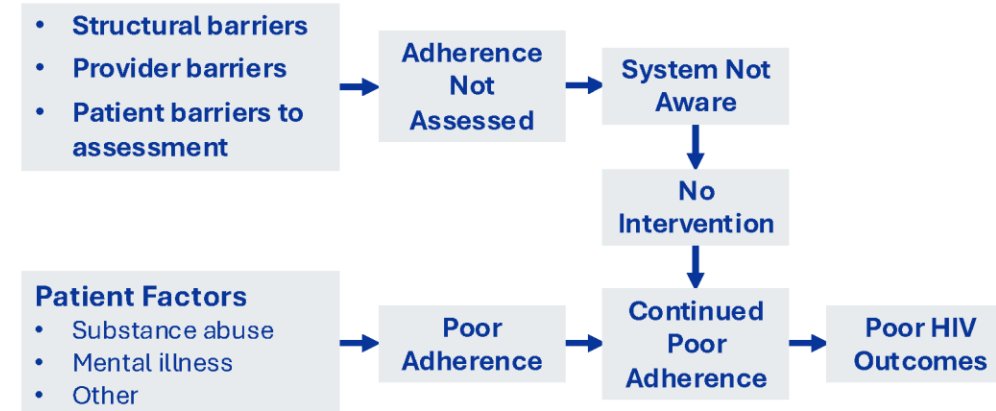 • Structural barriers
• Provider barriers
• Patient barriers to
assessment
Adherence
Not
Assessed
System Not
Aware
No
Intervention
Patient Factors
• Substance abuse
• Mental illness
• Other
Poor
Adherence
Continued
Poor
Adherence
Poor HIV
Outcomes